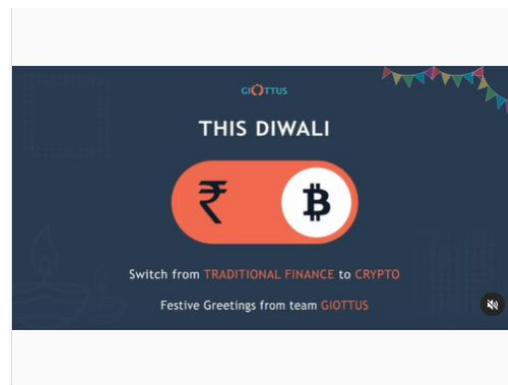 GIOTTUS
THIS DIWALI
₹ ₿
Switch from TRADITIONAL FINANCE to CRYPTO
Festive Greetings from team GIOTTUS